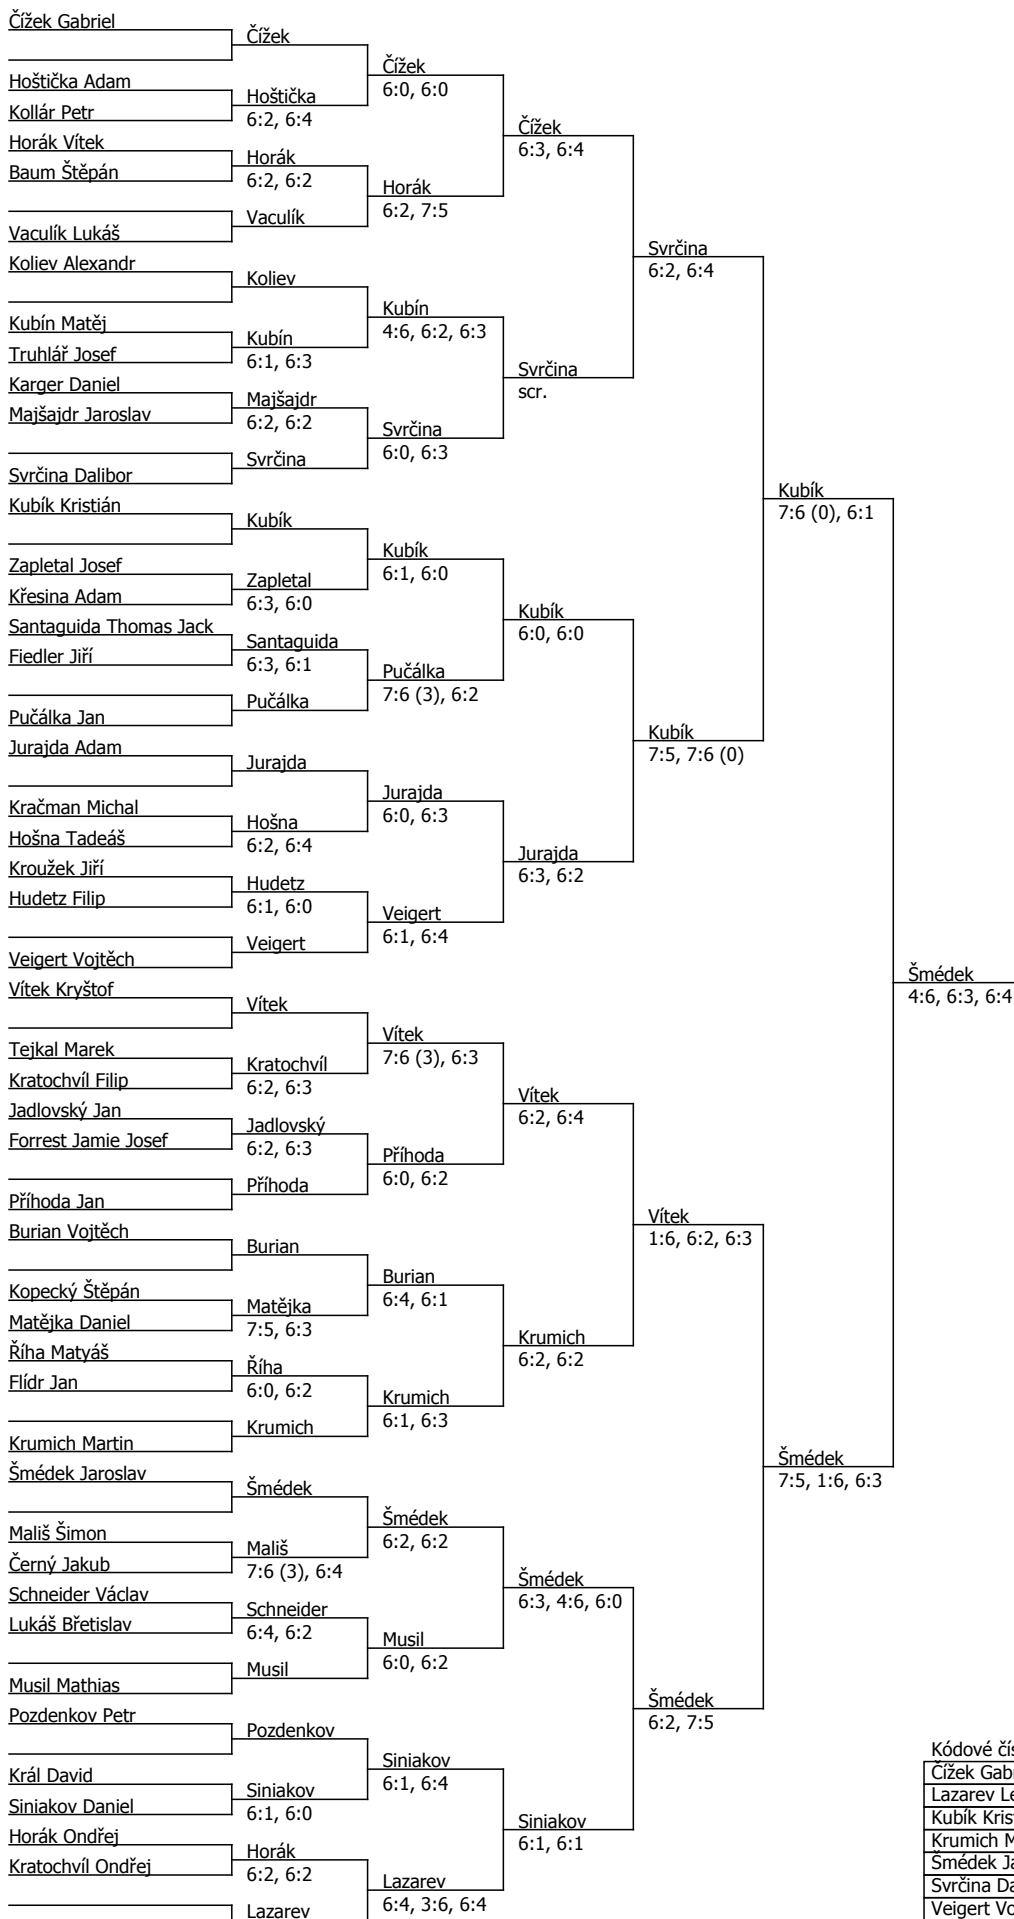 Čížek Gabriel
Hoštička Adam
Kollár Petr
Horák Vítek
Baum Štěpán
Vaculík Lukáš
Koliev Alexandr
Kubín Matěj
Truhlář Josef
Karger Daniel
Majšajdr Jaroslav
Svrčina Dalibor
Kubík Kristián
Zapletal Josef
Křesina Adam
Santaguida Thomas Jack
Fiedler Jiří
Pučálka Jan
Jurajda Adam
Kračman Michal
Hošna Tadeáš
Kroužek Jiří
Hudetz Filip
Veigert Vojtěch
Vítek Kryštof
Tejkal Marek
Kratochvíl Filip
Jadlovský Jan
Forrest Jamie Josef
Příhoda Jan
Burian Vojtěch
Kopecký Štěpán
Matějka Daniel
Říha Matyáš
Flídr Jan
Krumich Martin
Šmédek Jaroslav
Mališ Šimon
Černý Jakub
Schneider Václav
Lukáš Břetislav
Musil Mathias
Pozdenkov Petr
Král David
Siniakov Daniel
Horák Ondřej
Kratochvíl Ondřej
Čížek
Hoštička
6:2, 6:4
Horák
6:2, 6:2
Vaculík
Koliev
Kubín
6:1, 6:3
Majšajdr
6:2, 6:2
Svrčina
Kubík
Zapletal
6:3, 6:0
Santaguida
6:3, 6:1
Pučálka
Jurajda
Hošna
6:2, 6:4
Hudetz
6:1, 6:0
Veigert
Vítek
Kratochvíl
6:2, 6:3
Jadlovský
6:2, 6:3
Příhoda
Burian
Matějka
7:5, 6:3
Říha
6:0, 6:2
Krumich
Šmédek
Mališ
7:6 (3), 6:4
Schneider
6:4, 6:2
Musil
Pozdenkov
Siniakov
6:1, 6:0
Horák
6:2, 6:2
Lazarev
Čížek
6:0, 6:0
Horák
6:2, 7:5
Kubín
4:6, 6:2, 6:3
Svrčina
6:0, 6:3
Kubík
6:1, 6:0
Pučálka
7:6 (3), 6:2
Jurajda
6:0, 6:3
Veigert
6:1, 6:4
Vítek
7:6 (3), 6:3
Příhoda
6:0, 6:2
Burian
6:4, 6:1
Krumich
6:1, 6:3
Šmédek
6:2, 6:2
Musil
6:0, 6:2
Siniakov
6:1, 6:4
Lazarev
6:4, 3:6, 6:4
Čížek
6:3, 6:4
Svrčina
scr.
Kubík
6:0, 6:0
Jurajda
6:3, 6:2
Vítek
6:2, 6:4
Krumich
6:2, 6:2
Šmédek
6:3, 4:6, 6:0
Siniakov
6:1, 6:1
Svrčina
6:2, 6:4
Kubík
7:5, 7:6 (0)
Vítek
1:6, 6:2, 6:3
Šmédek
6:2, 7:5
Kubík
7:6 (0), 6:1
Šmédek
7:5, 1:6, 6:3
Šmédek
4:6, 6:3, 6:4
Kódové čís
Čížek Gab
Lazarev Le
Kubík Kris
Krumich M
Šmédek Ja
Svrčina Da
Veigert Vo